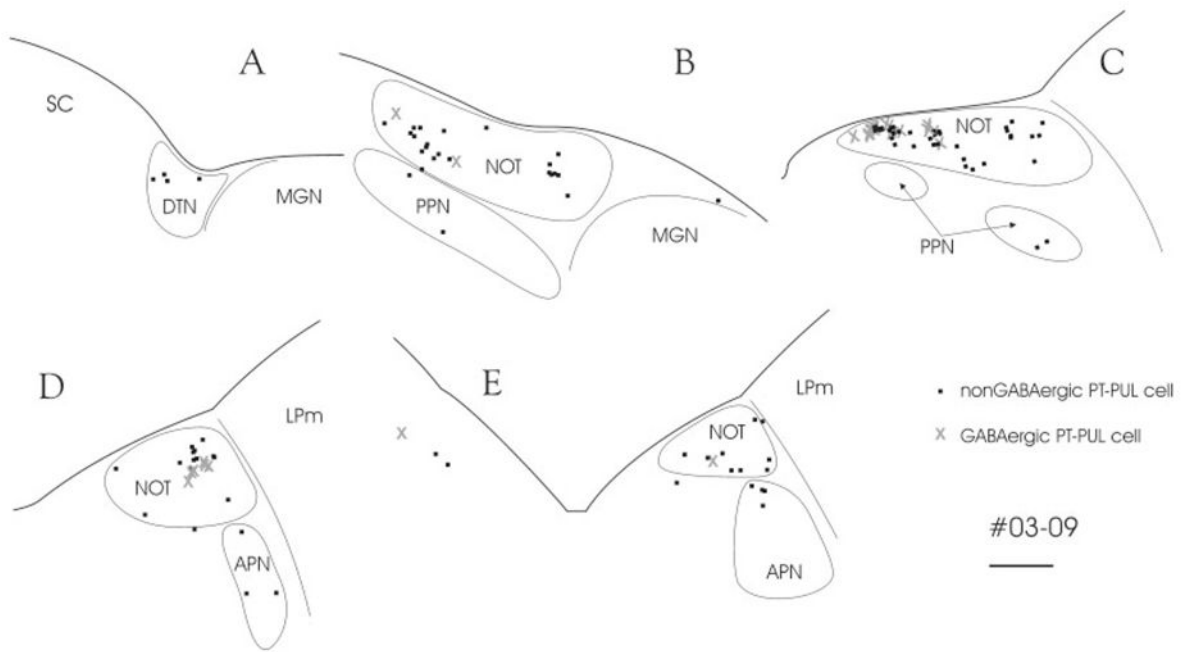 A
SC
DTN
MGN
B
NOT
PPN
MGN
C
NOT
PPN
D
LPm
NOT
APN
E
LPm
NOT
APN
nonGABAergic PT-PUL cell
X GABAergic PT-PUL cell
#03-09